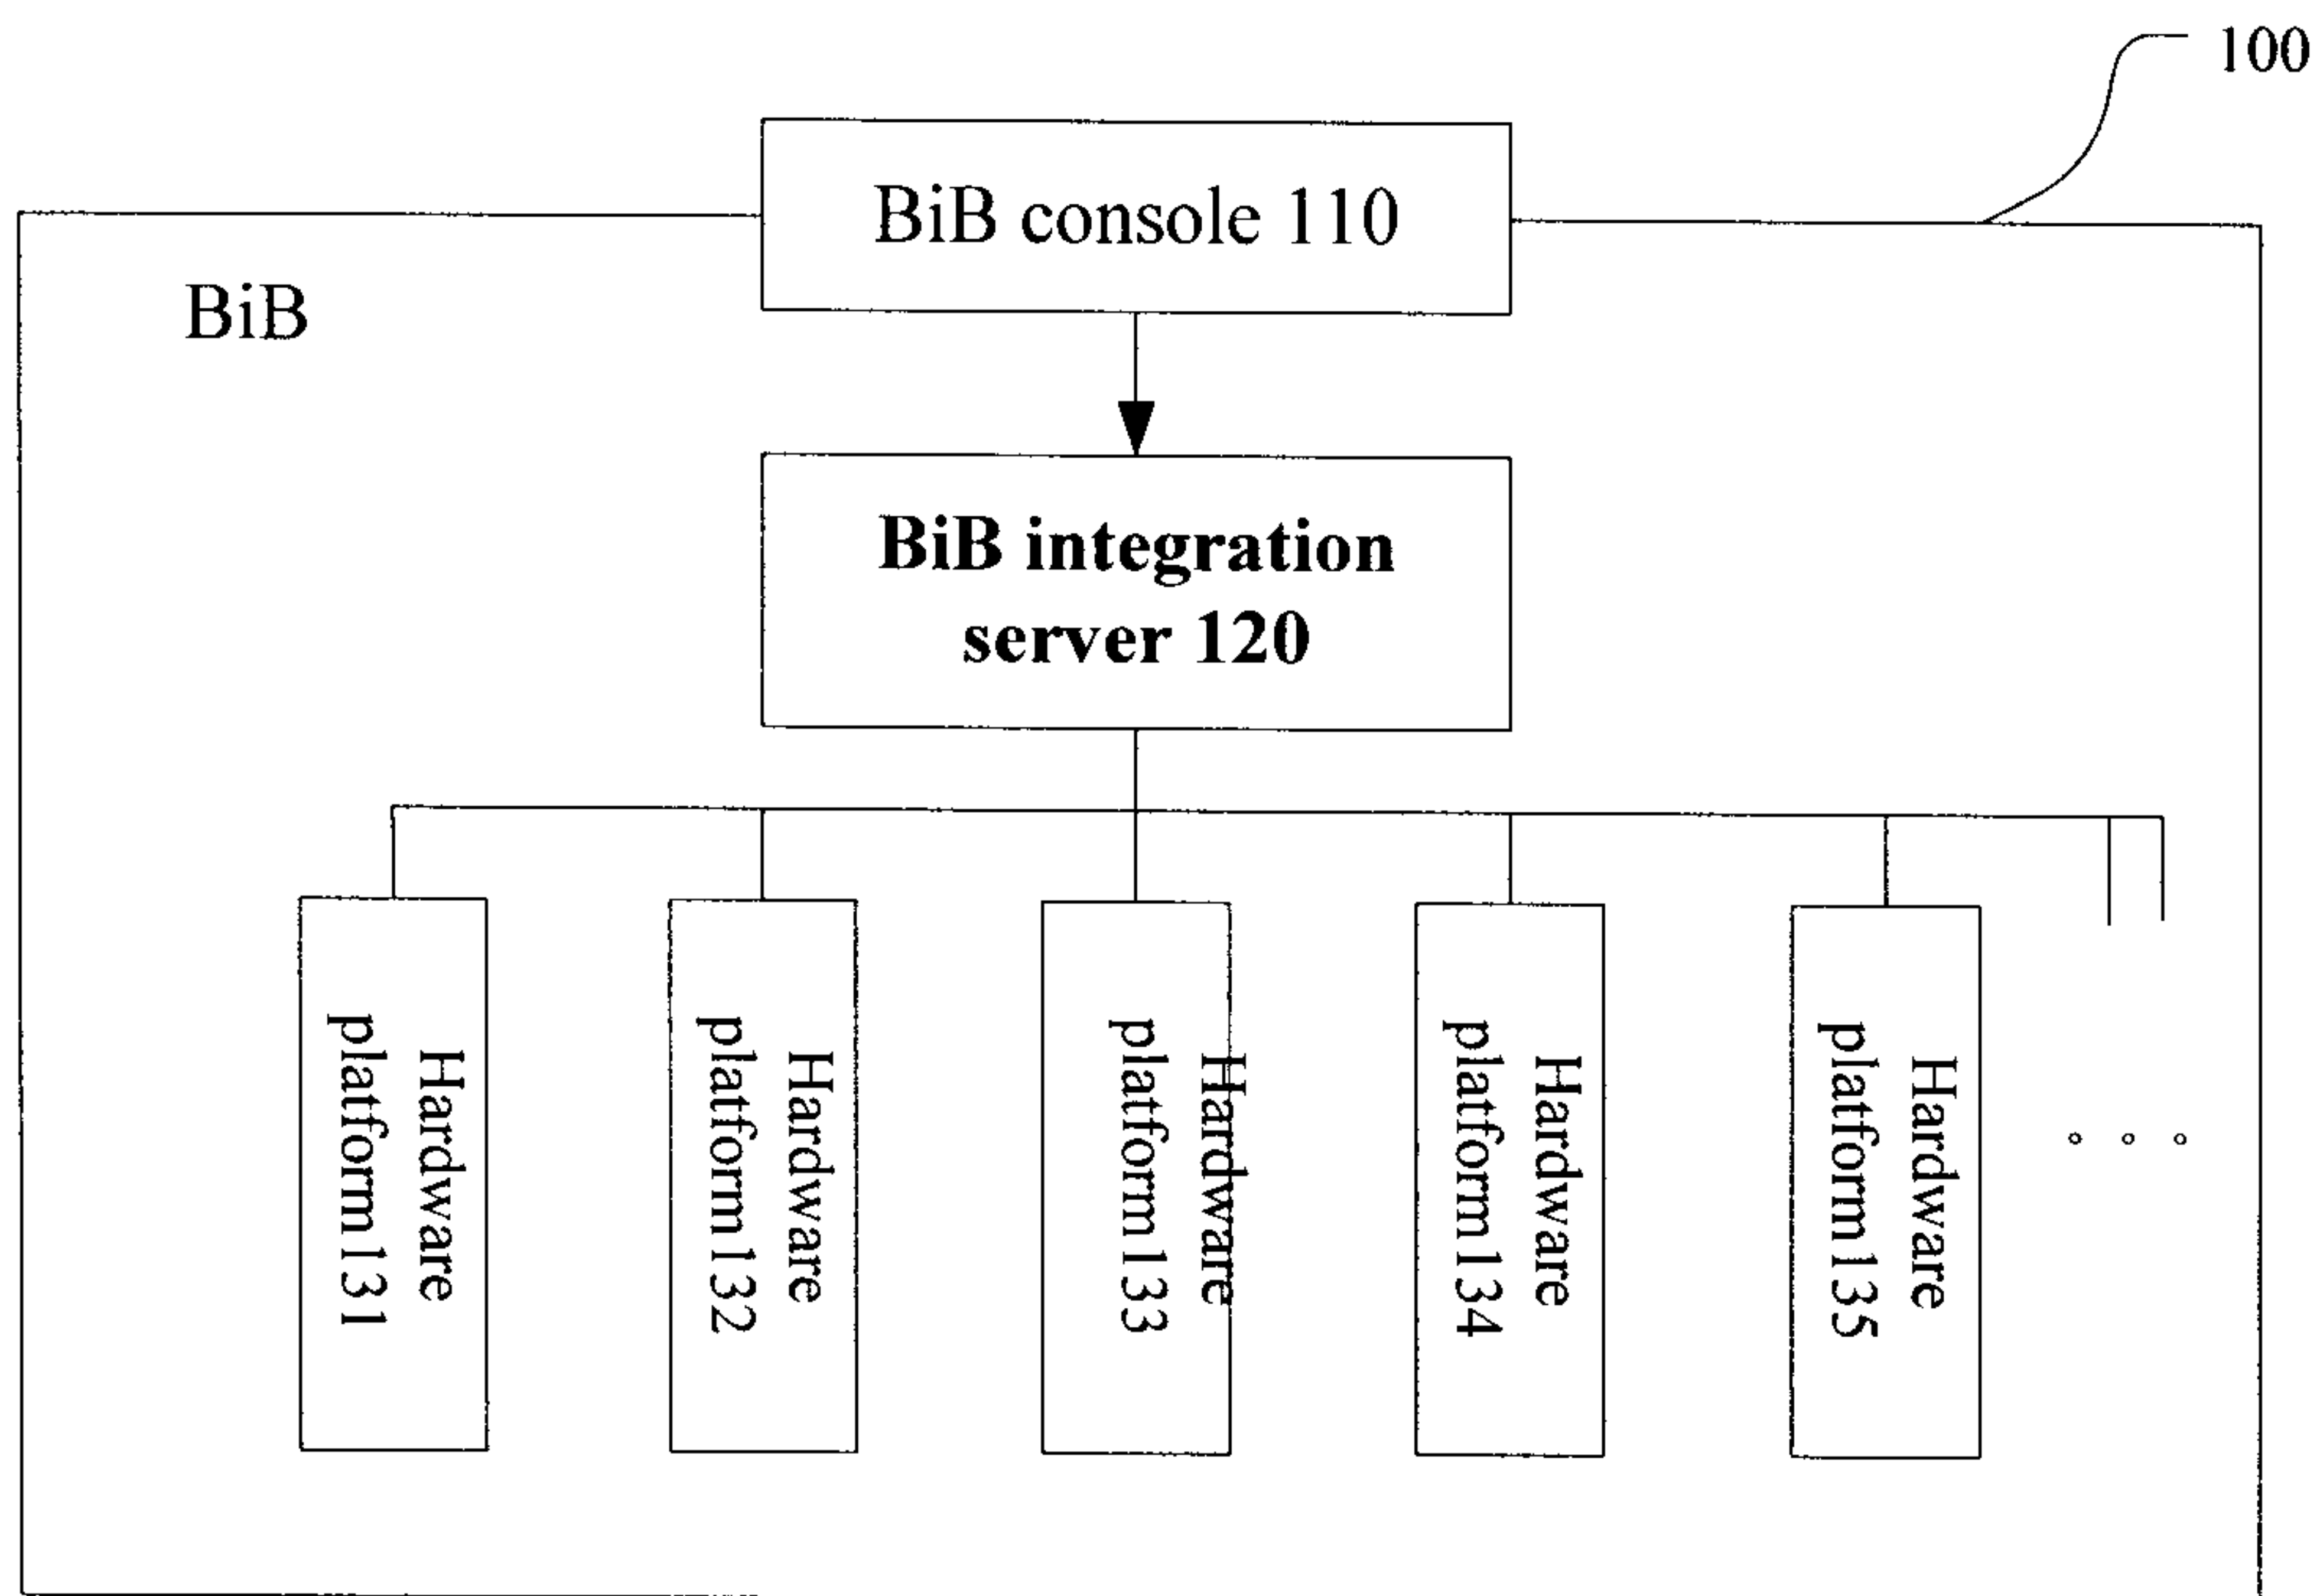 100
BiB console 110
BiB
BiB integration
server 120
Hardware
platform131
Hardware
platform132
Hardware
platform133
Hardware
platform134
Hardware
platform135